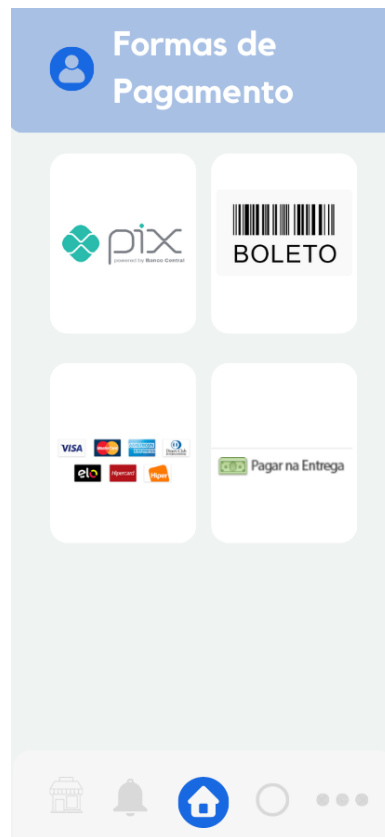 Formas de
Pagamento
pix
powered by Banco Central
BOLETO
VISA
elo
Hipercard
Hiper
Pagar na Entrega